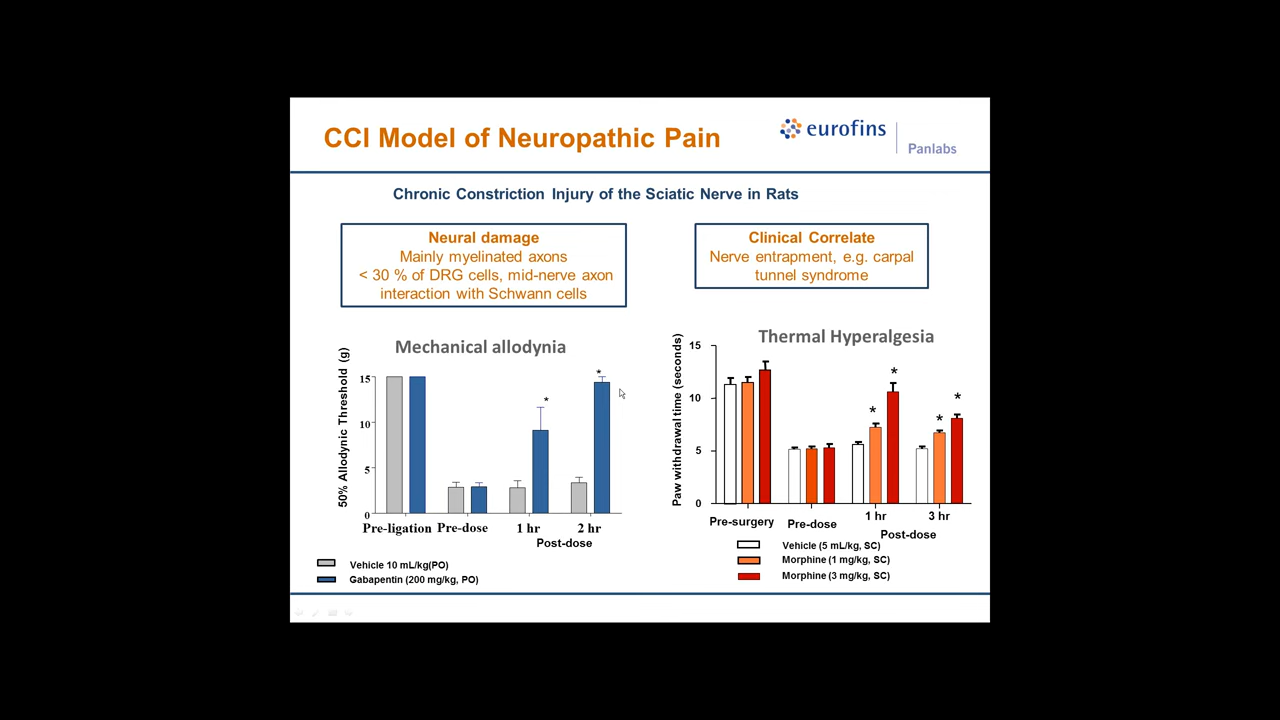 CCI Model of Neuropathic Pain
eurofins
Panlabs
Chronic Constriction Injury of the Sciatic Nerve in Rats
Neural damage
Mainly myelinated axons
< 30 % of DRG cells, mid-nerve axon
interaction with Schwann cells
Clinical Correlate
Nerve entrapment, e.g. carpal
tunnel syndrome
Mechanical allodynia
50% Allodynic Threshold (g)
15
10
5
0
*
*
Pre-ligation Pre-dose 1 hr 2 hr
Post-dose
Vehicle 10 mL/kg(PO)
Gabapentin (200 mg/kg, PO)
Thermal Hyperalgesia
Paw withdrawal time (seconds)
15
10
5
0
* *
* *
Pre-surgery Pre-dose 1 hr 3 hr
Post-dose
Vehicle (5 mL/kg, SC)
Morphine (1 mg/kg, SC)
Morphine (3 mg/kg, SC)